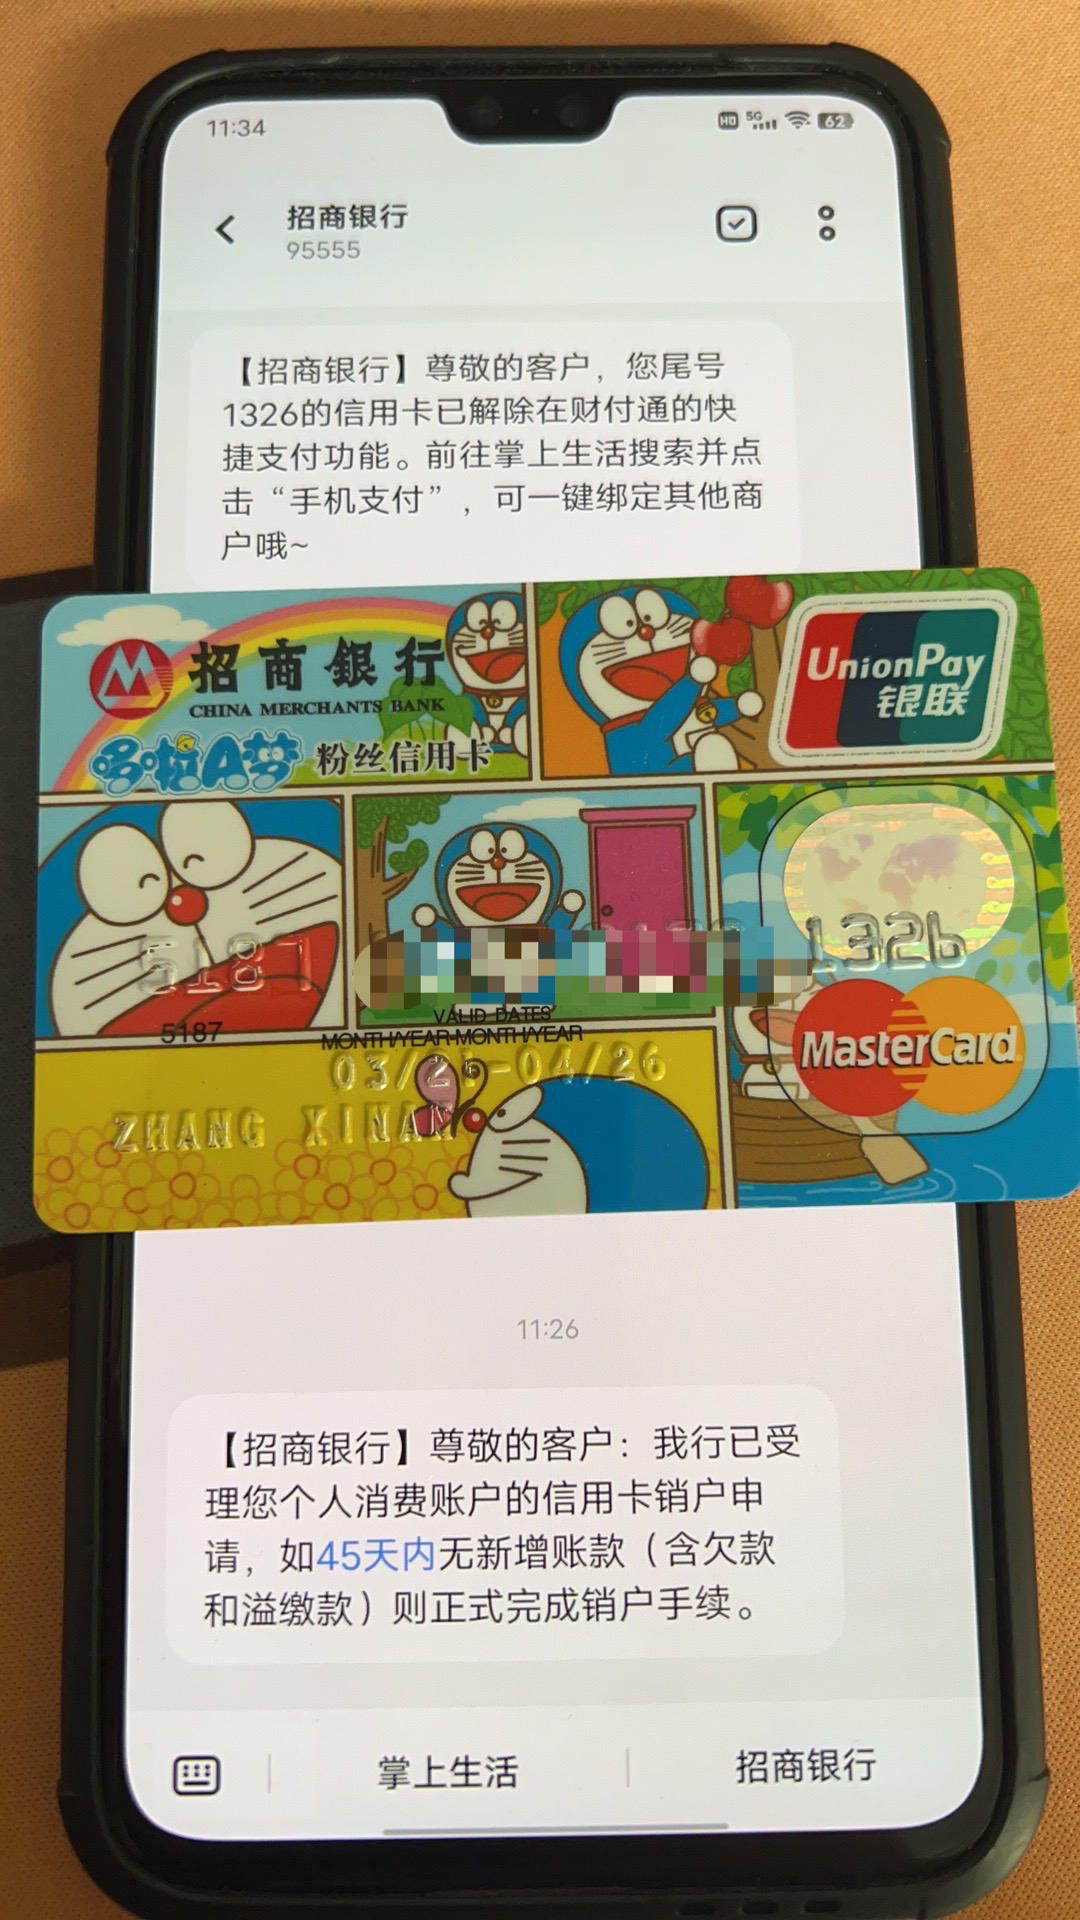 11:34
HD 5G 62
招商银行
95555
【招商银行】尊敬的客户，您尾号
1326的信用卡已解除在财付通的快
捷支付功能。前往掌上生活搜索并点
击“手机支付”，可一键绑定其他商
户哦~
招商銀行
CHINA MERCHANTS BANK
哆啦A梦 粉丝信用卡
UnionPay
银联
5187 1326
5187
VALID DATES
MONTH/YEAR-MONTH/YEAR
MasterCard
ZHANG XINAN
11:26
【招商银行】尊敬的客户：我行已受
理您个人消费账户的信用卡销户申
请，如45天内无新增账款（含欠款
和溢缴款）则正式完成销户手续。
掌上生活 招商银行